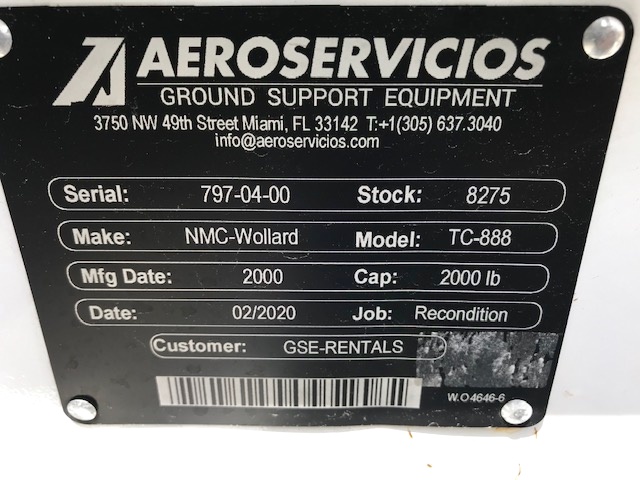 AEROSERVICIOS
GROUND SUPPORT EQUIPMENT
3750 NW 49th Street Miami, FL 33142 T:+1(305) 637.3040
info@aeroservicios.com
Serial: 797-04-00 Stock: 8275
Make: NMC-Wollard Model: TC-888
Mfg Date: 2000 Cap: 2000 lb
Date: 02/2020 Job: Recondition
Customer: GSE-RENTALS
W.O 4646-6